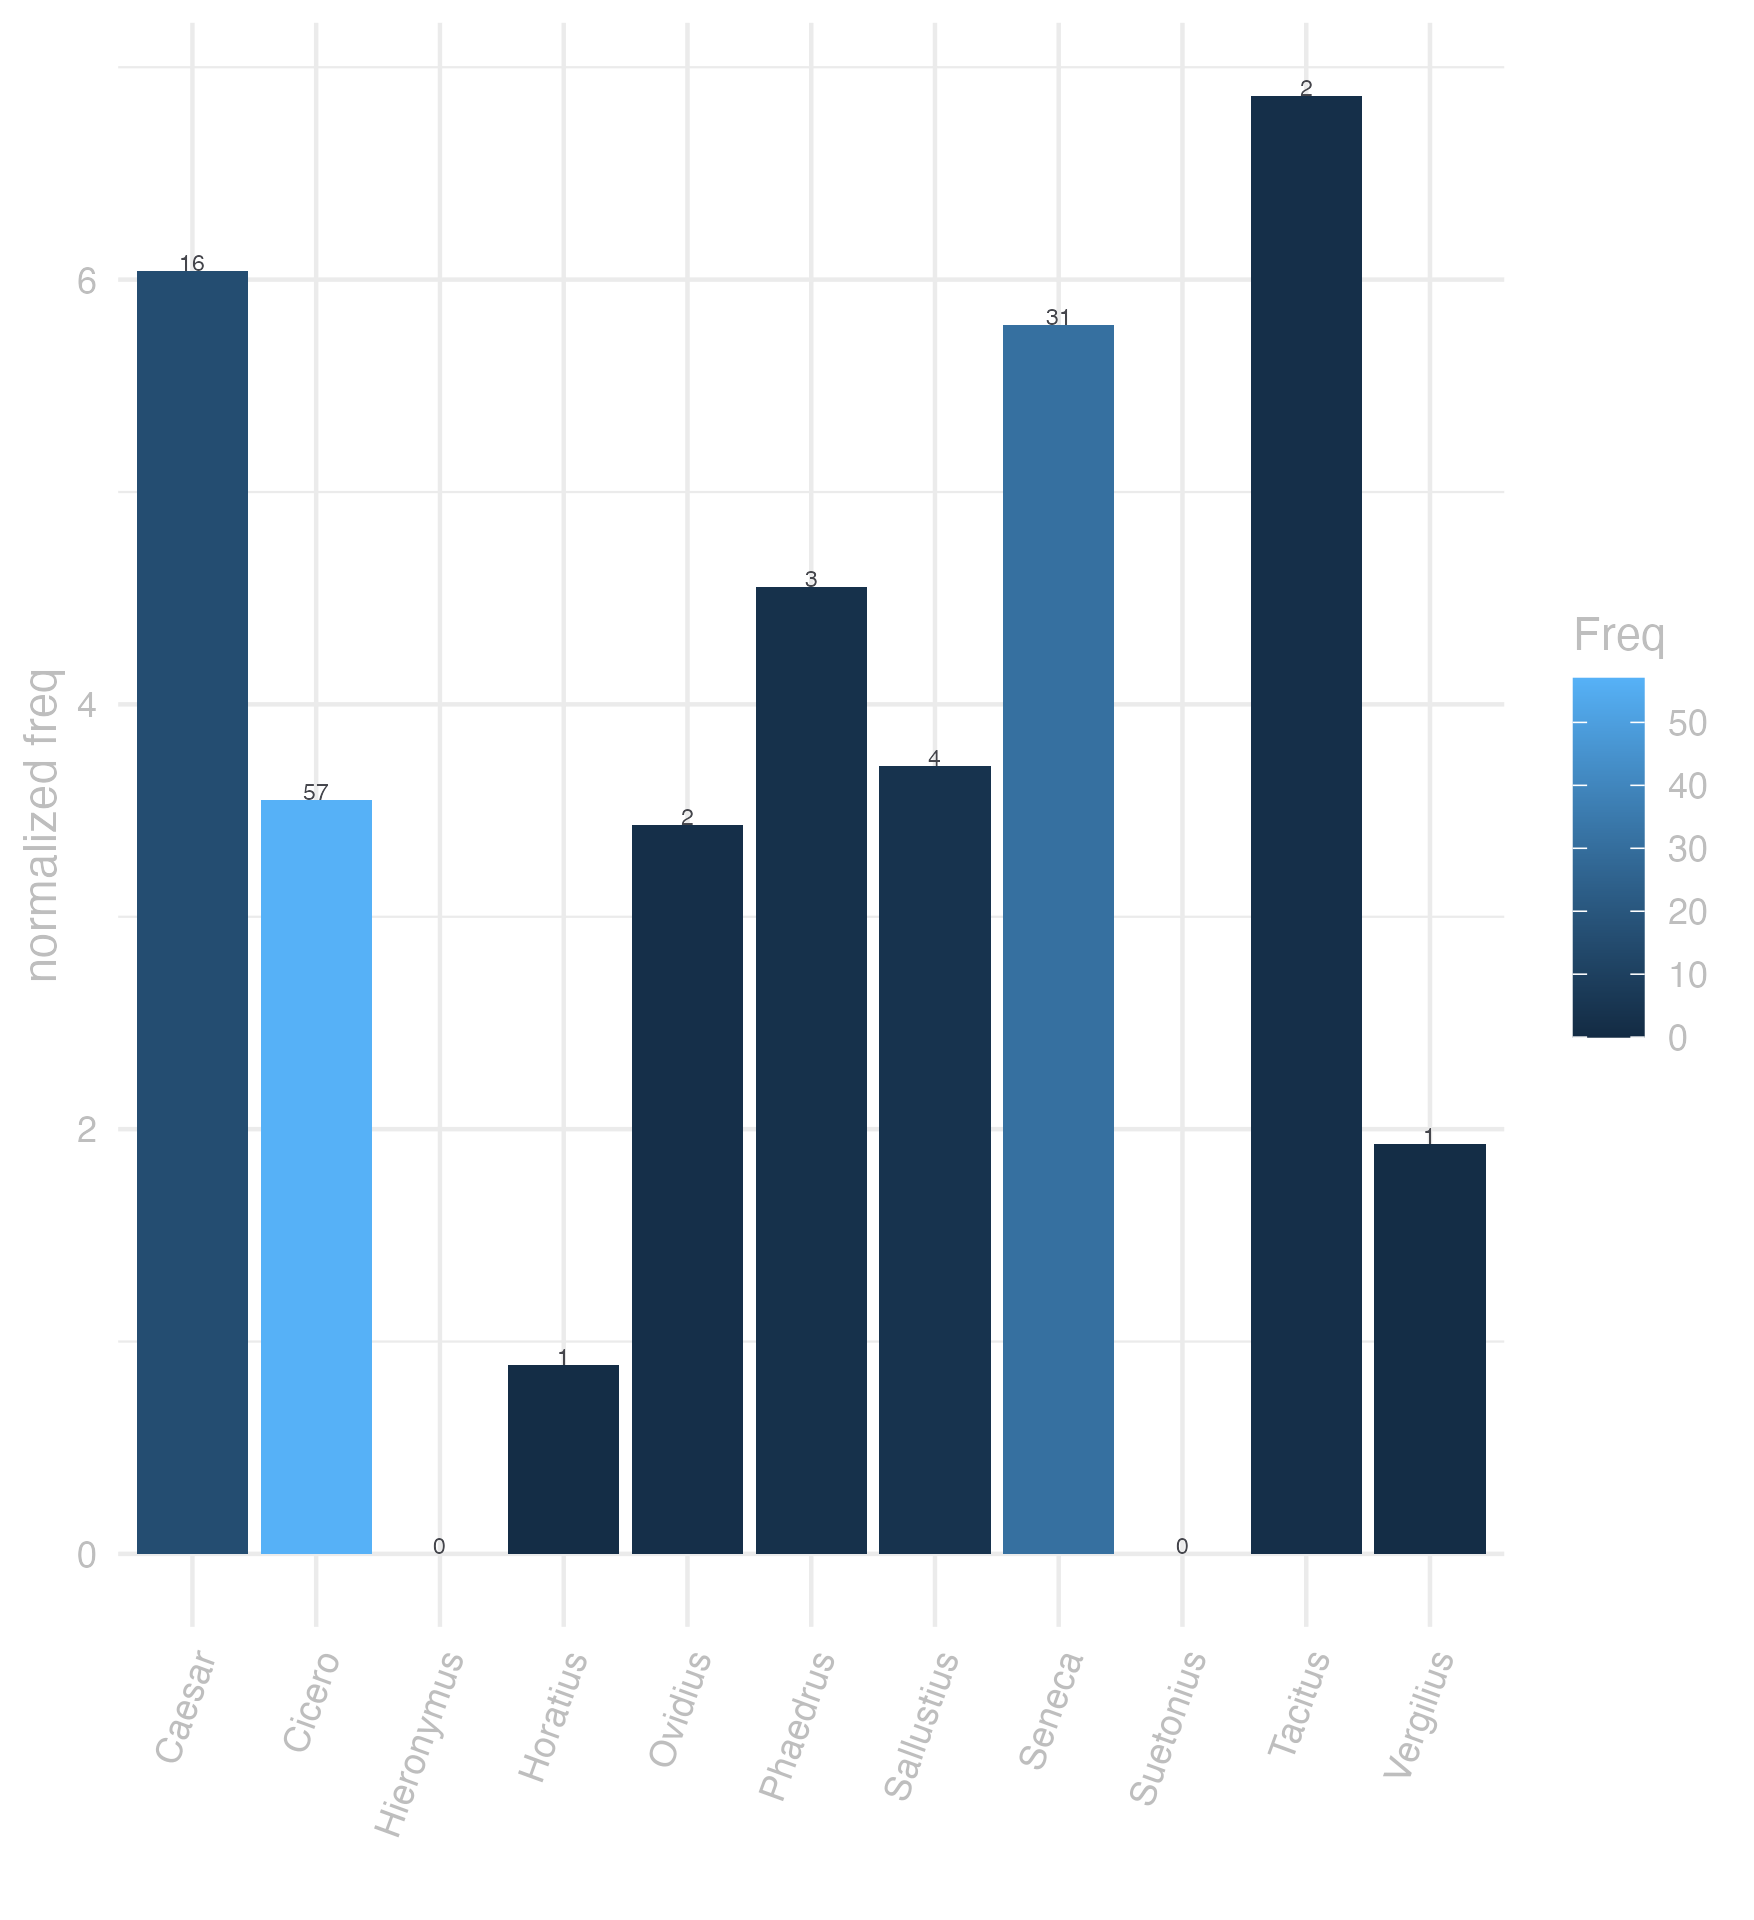 2
16
31
6
3
4
57
2
4
1
2
1
0
0
0
normalized freq
Freq
50
40
30
20
10
0
Caesar
Cicero
Hieronymus
Horatius
Ovidius
Phaedrus
Sallustius
Seneca
Suetonius
Tacitus
Vergilius